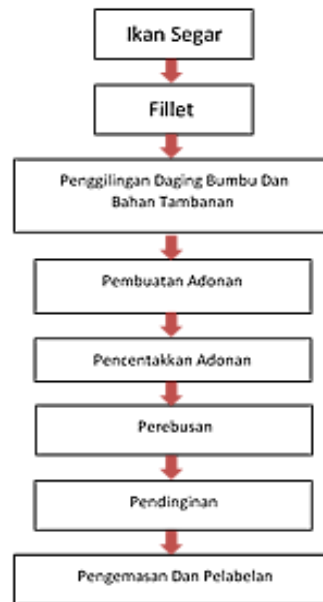 Ikan Segar
Fillet
Penggilingan Daging Bumbu Dan
Bahan Tambanan
Pembuatan Adonan
Pencentakkan Adonan
Perebusan
Pendinginan
Pengemasan Dan Pelabelan